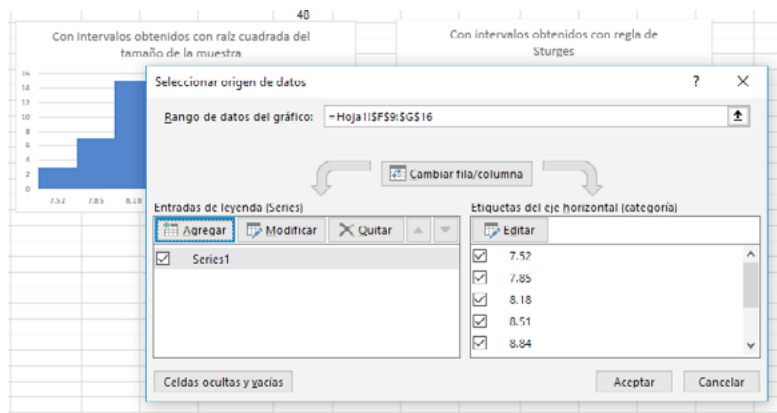 48
Con intervalos obtenidos con raíz cuadrada del
tamaño de la muestra
Con intervalos obtenidos con regla de
Sturges
16
14
12
10
8
6
4
2
0
7.52 7.85 8.18
Seleccionar origen de datos
Rango de datos del gráfico: =Hoja1!$F$9:$G$16
Cambiar fila/columna
Entradas de leyenda (Series)
Agregar Modificar Quitar
Series1
Etiquetas del eje horizontal (categoría)
Editar
7.52
7.85
8.18
8.51
8.84
Celdas ocultas y vacías
Aceptar Cancelar